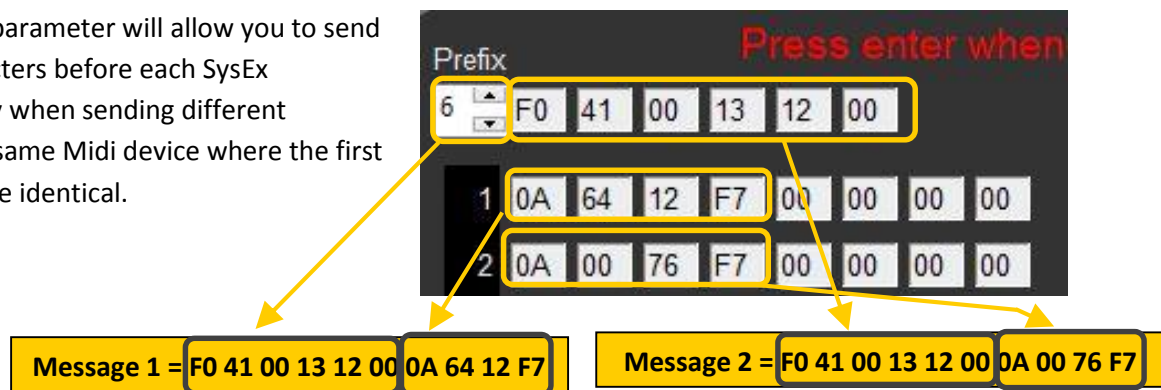 parameter will allow you to send
ters before each SysEx
when sending different
same Midi device where the first
e identical.
Press enter when
Prefix
6 F0 41 00 13 12 00
1 0A 64 12 F7 00 00 00 00
2 0A 00 76 F7 00 00 00 00
Message 1 = F0 41 00 13 12 00 0A 64 12 F7
Message 2 = F0 41 00 13 12 00 0A 00 76 F7